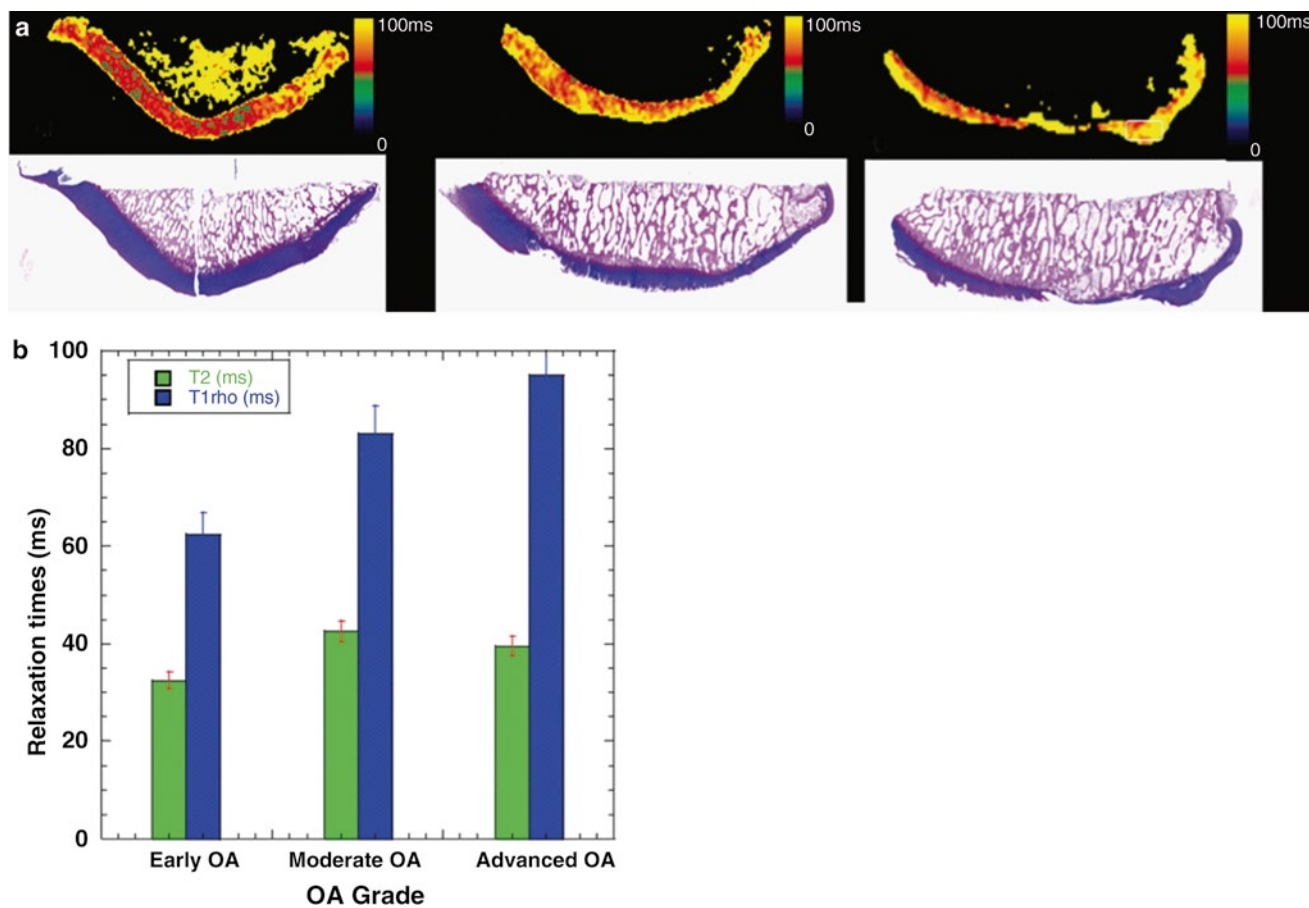 a
100ms
0
100ms
0
100ms
0
b
T2 (ms)
T1rho (ms)
100
80
60
40
20
0
Relaxation times (ms)
Early OA
Moderate OA
Advanced OA
OA Grade